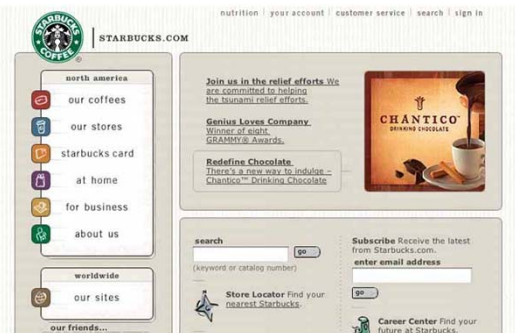 nutrition | your account | customer service | search | sign in
STARBUCKS
COFFEE
STARBUCKS.COM
north america
our coffees
our stores
starbucks card
at home
for business
about us
worldwide
our sites
our friends...
Join us in the relief efforts We
are committed to helping
the tsunami relief efforts.
Genius Loves Company
Winner of eight
GRAMMY® Awards.
Redefine Chocolate
There's a new way to indulge –
Chantico™ Drinking Chocolate
CHANTICO™
DRINKING CHOCOLATE
search
go
(keyword or catalog number)
Store Locator Find your
nearest Starbucks.
Subscribe Receive the latest
from Starbucks.com.
enter email address
go
Career Center Find your
future at Starbucks.